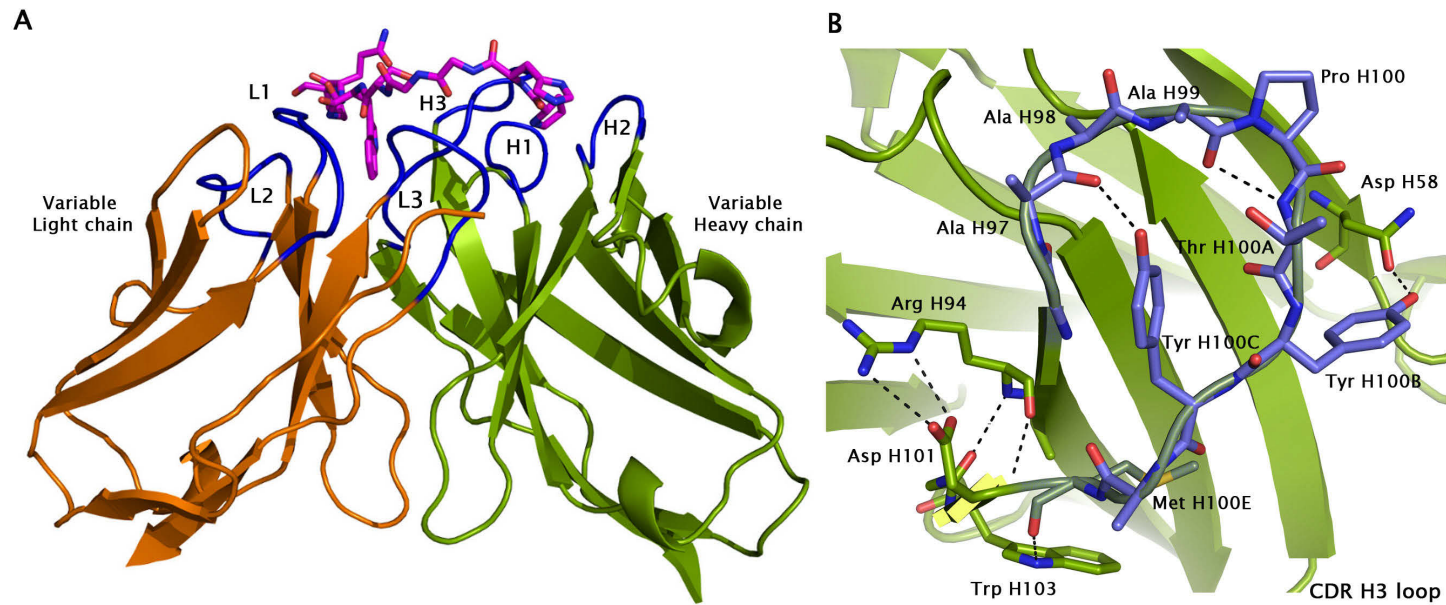 A
L1
H3
H1
H2
L2
L3
Variable
Light chain
Variable
Heavy chain
B
Pro H100
Ala H99
Ala H98
Asp H58
Ala H97
Thr H100A
Arg H94
Tyr H100C
Tyr H100B
Asp H101
Met H100E
Trp H103
CDR H3 loop